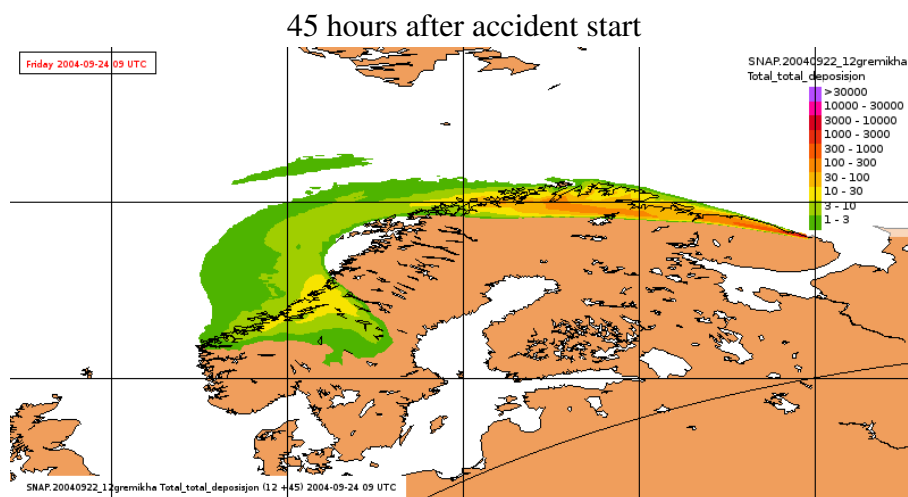 45 hours after accident start
Friday 2004-09-24 09 UTC
SNAP.20040922_12gremikha
Total_total_deposisjon
>30000
10000 - 30000
3000 - 10000
1000 - 3000
300 - 1000
100 - 300
30 - 100
10 - 30
3 - 10
1 - 3
SNAP.20040922_12gremikha Total_total_deposisjon (12 +45) 2004-09-24 09 UTC